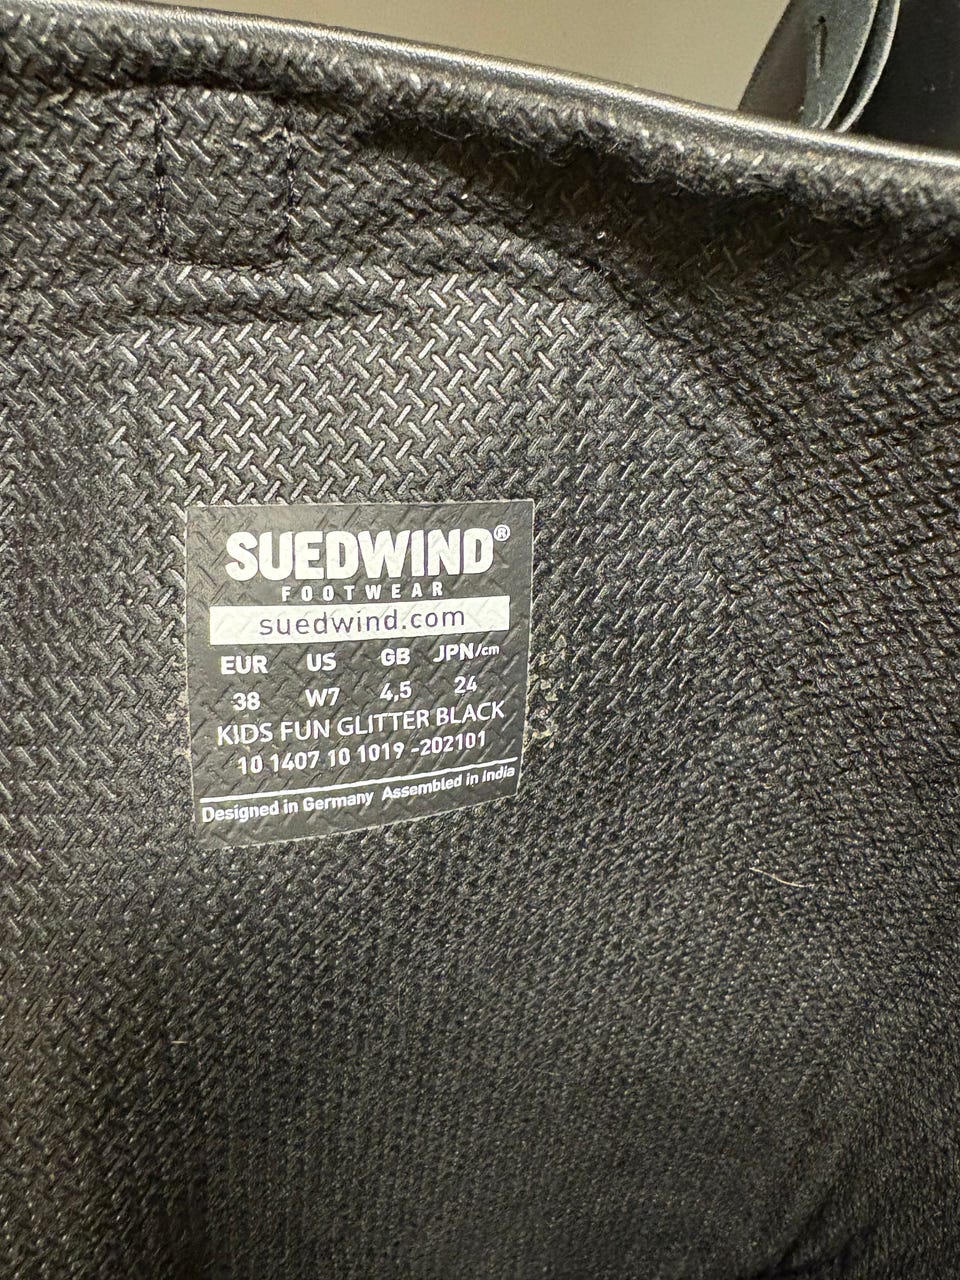 SUEDWIND®
FOOTWEAR
suedwind.com
EUR US GB JPN/cm
38 W7 4,5 24
KIDS FUN GLITTER BLACK
10 1407 10 1019 -202101
Designed in Germany Assembled in India